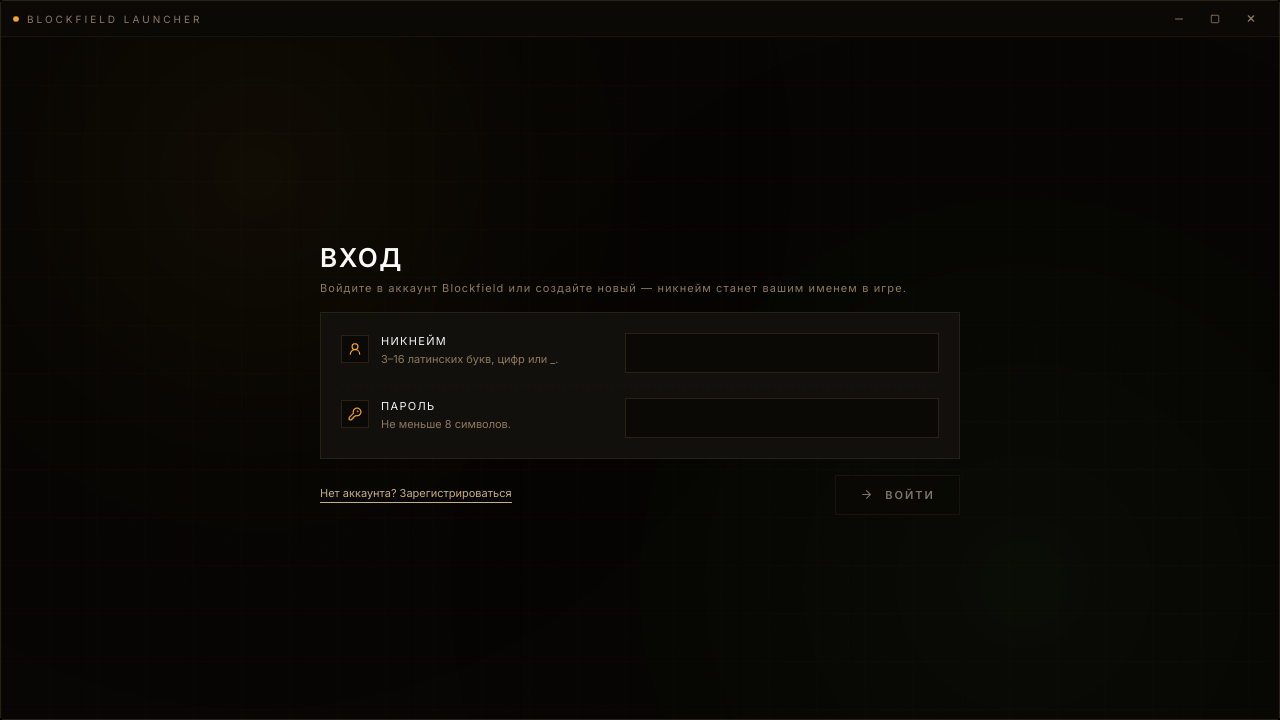 BLOCKFIELD LAUNCHER
ВХОД
Войдите в аккаунт Blockfield или создайте новый — никнейм станет вашим именем в игре.
НИКНЕЙМ
3–16 латинских букв, цифр или _.
ПАРОЛЬ
Не меньше 8 символов.
Нет аккаунта? Зарегистрироваться
ВОЙТИ